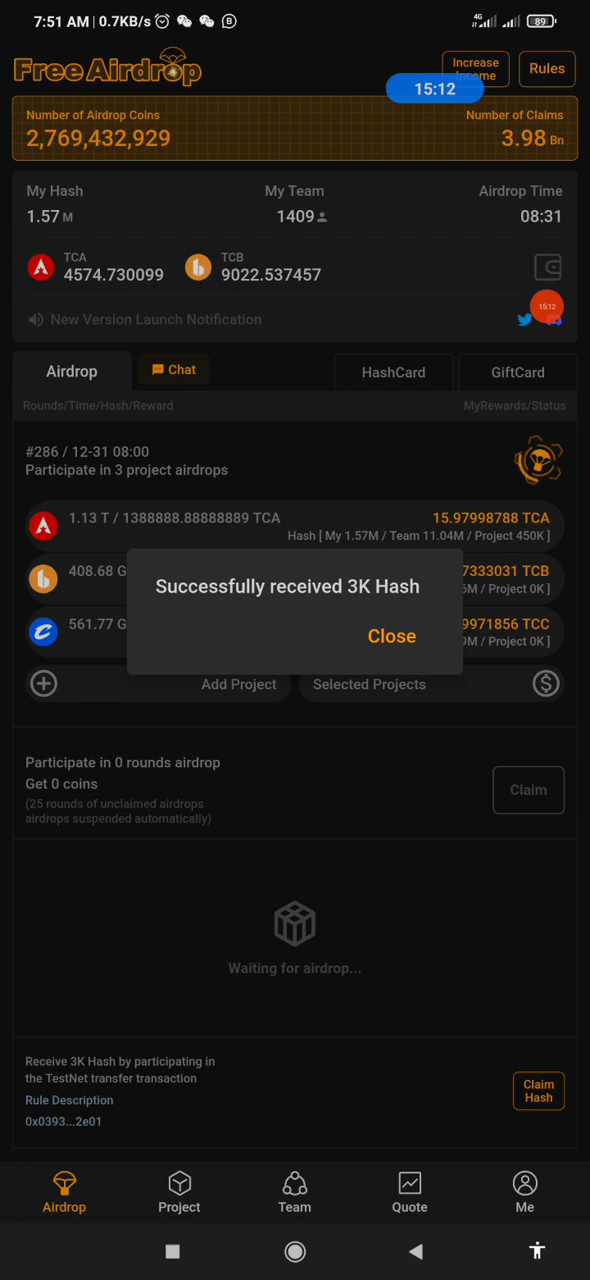 7:51 AM | 0.7KB/s
4G
89
Free Airdrop
Increase
Income
Rules
15:12
Number of Airdrop Coins
Number of Claims
2,769,432,929
3.98 Bn
My Hash
My Team
Airdrop Time
1.57 M
1409
08:31
TCA
4574.730099
TCB
9022.537457
New Version Launch Notification
15:12
Airdrop
Chat
HashCard
GiftCard
Rounds/Time/Hash/Reward
MyRewards/Status
#286 / 12-31 08:00
Participate in 3 project airdrops
1.13 T / 1388888.88888889 TCA
15.97998788 TCA
Hash [ My 1.57M / Team 11.04M / Project 450K ]
408.68 G
7333031 TCB
6M / Project 0K ]
561.77 G
9971856 TCC
9M / Project 0K ]
Successfully received 3K Hash
Close
Add Project
Selected Projects
Participate in 0 rounds airdrop
Get 0 coins
(25 rounds of unclaimed airdrops
airdrops suspended automatically)
Claim
Waiting for airdrop...
Receive 3K Hash by participating in
the TestNet transfer transaction
Rule Description
0x0393...2e01
Claim
Hash
Airdrop
Project
Team
Quote
Me